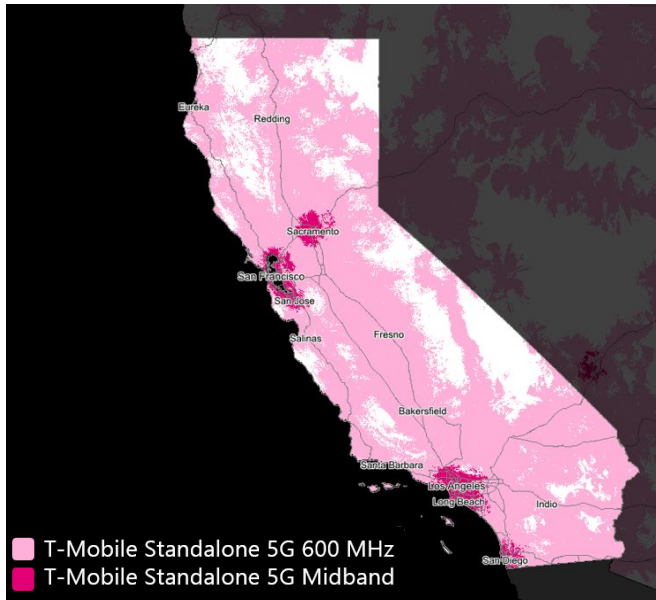 Eureka
Redding
Sacramento
San Francisco
San Jose
Salinas
Fresno
Bakersfield
Santa Barbara
Los Angeles
Long Beach
Indio
San Diego
T-Mobile Standalone 5G 600 MHz
T-Mobile Standalone 5G Midband